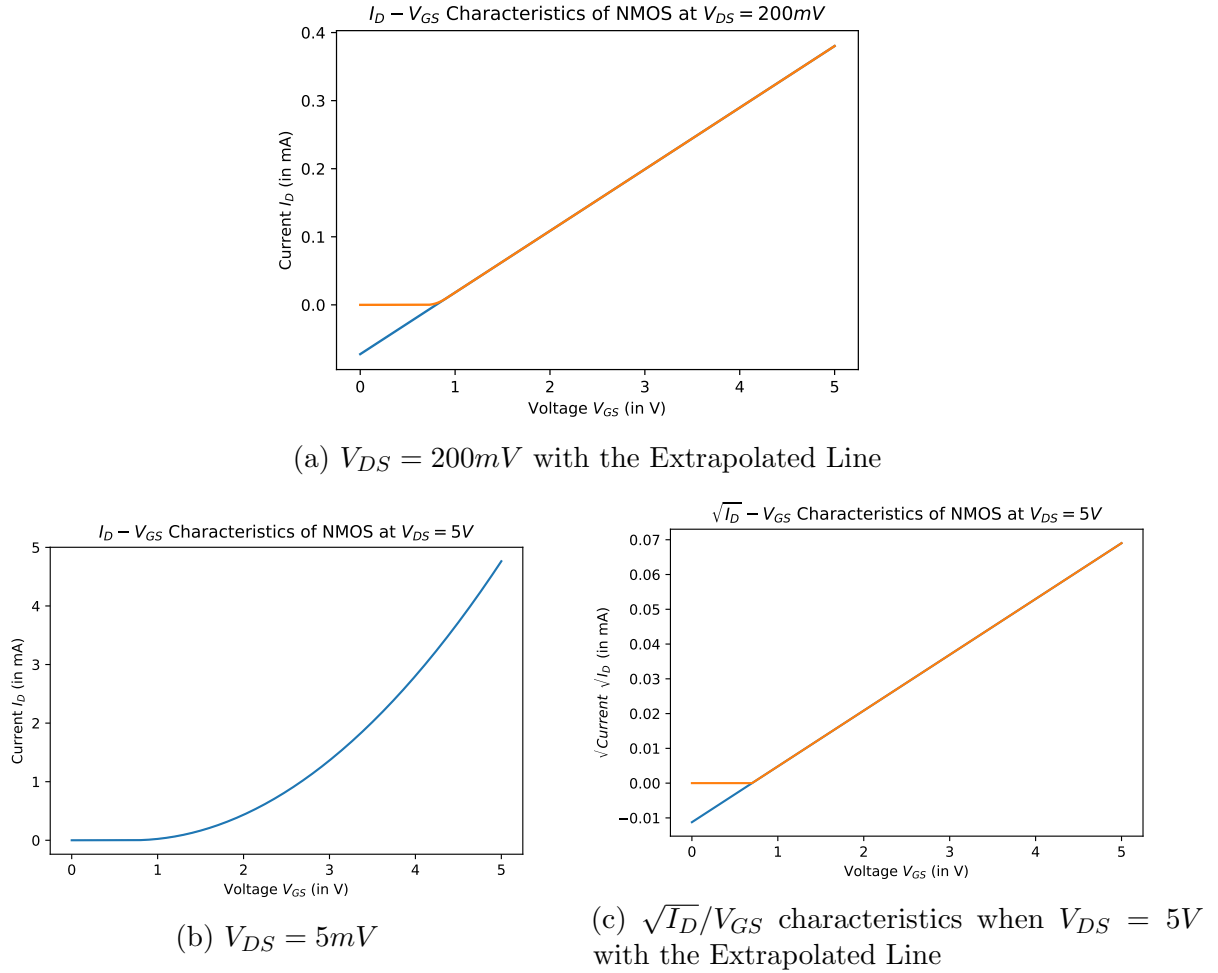 I_D − V_GS Characteristics of NMOS at V_DS = 200mV
0.4
0.3
0.2
0.1
0.0
Current I_D (in mA)
0 1 2 3 4 5
Voltage V_GS (in V)
(a) V_DS = 200mV with the Extrapolated Line
I_D − V_GS Characteristics of NMOS at V_DS = 5V
5
4
3
2
1
0
Current I_D (in mA)
0 1 2 3 4 5
Voltage V_GS (in V)
(b) V_DS = 5mV
√I_D − V_GS Characteristics of NMOS at V_DS = 5V
0.07
0.06
0.05
0.04
0.03
0.02
0.01
0.00
−0.01
√Current √I_D (in mA)
0 1 2 3 4 5
Voltage V_GS (in V)
(c) √I_D/V_GS characteristics when V_DS = 5V
with the Extrapolated Line